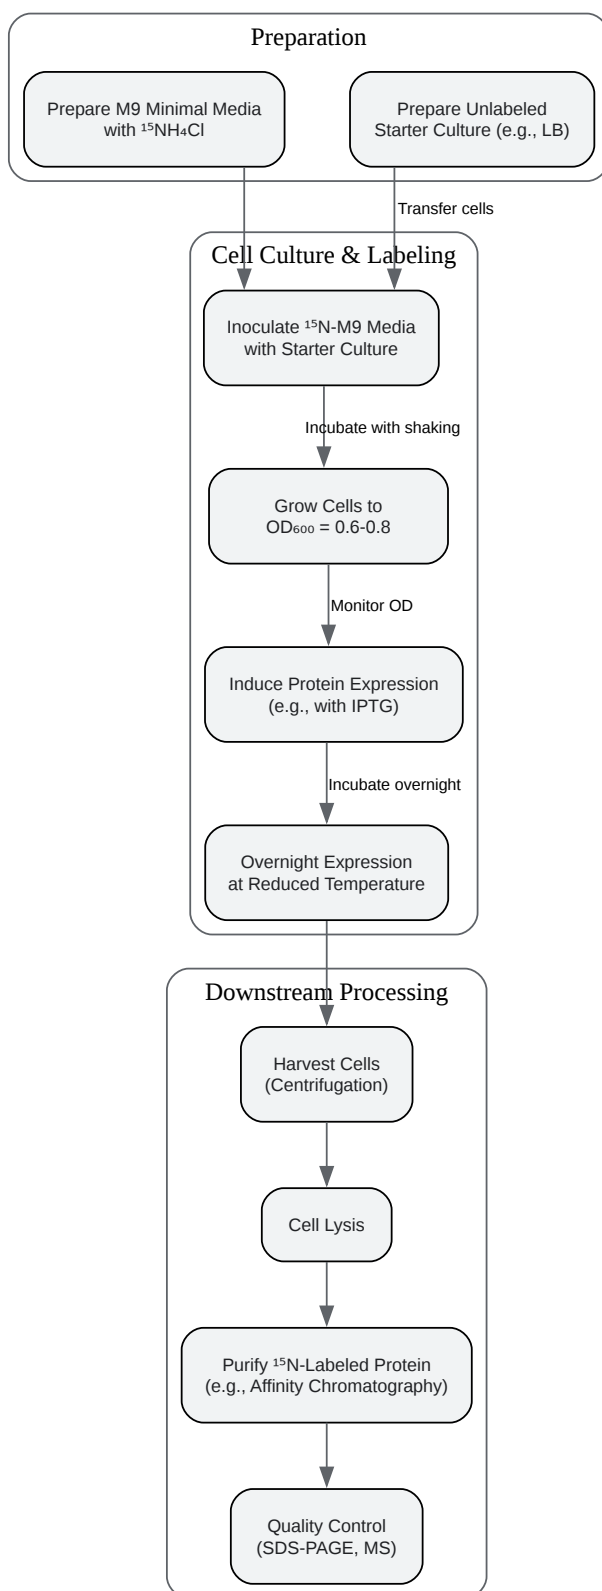 Preparation
Prepare M9 Minimal Media
with ¹⁵NH₄Cl
Prepare Unlabeled
Starter Culture (e.g., LB)
Transfer cells
Cell Culture & Labeling
Inoculate ¹⁵N-M9 Media
with Starter Culture
Incubate with shaking
Grow Cells to
OD₆₀₀ = 0.6-0.8
Monitor OD
Induce Protein Expression
(e.g., with IPTG)
Incubate overnight
Overnight Expression
at Reduced Temperature
Downstream Processing
Harvest Cells
(Centrifugation)
Cell Lysis
Purify ¹⁵N-Labeled Protein
(e.g., Affinity Chromatography)
Quality Control
(SDS-PAGE, MS)